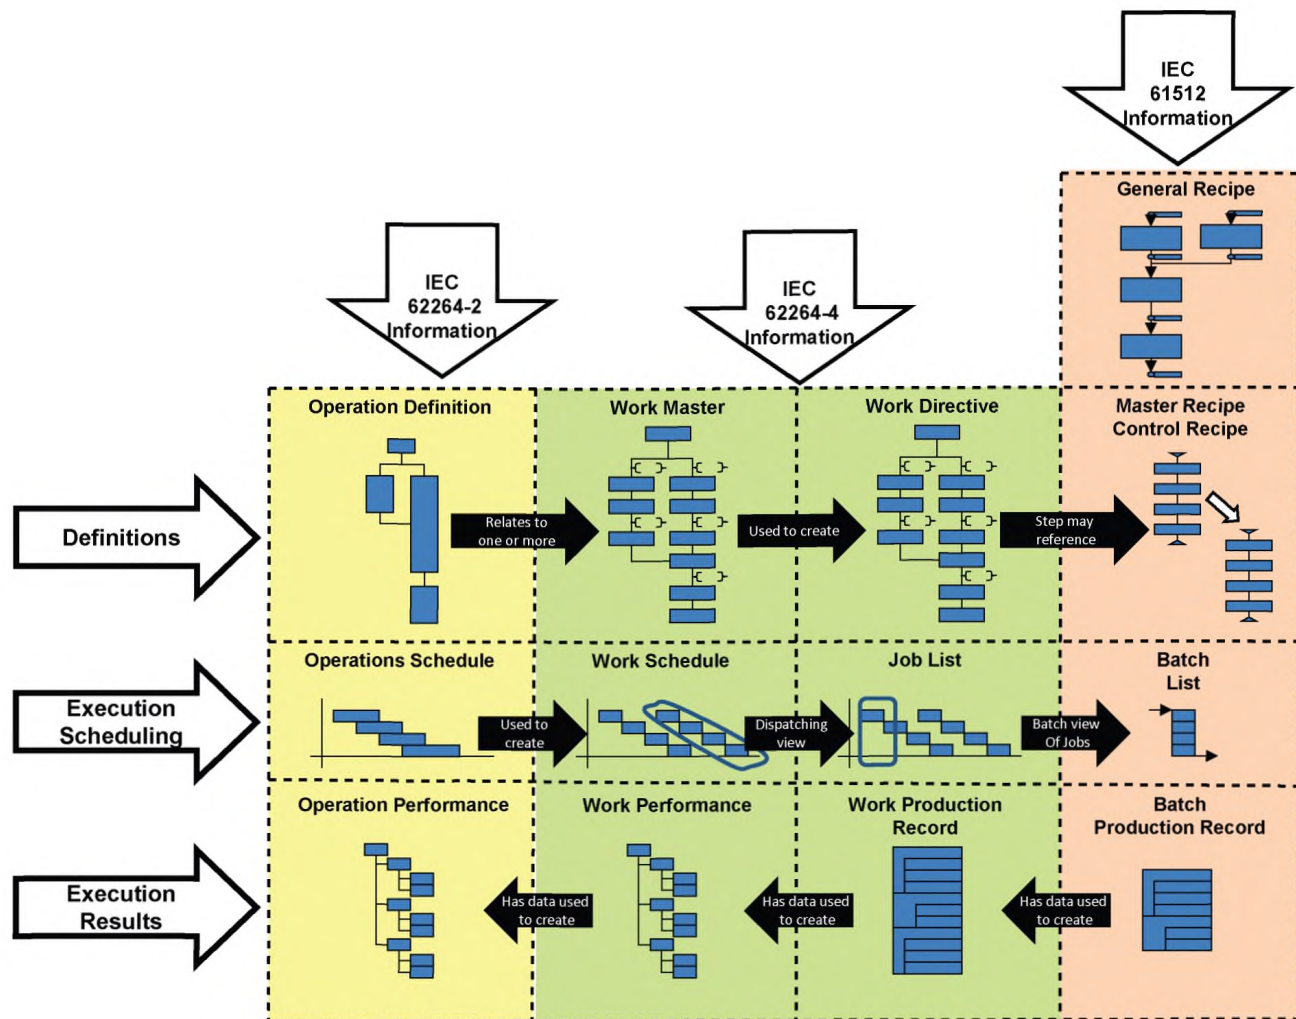 IEC
61512
Information
General Recipe
IEC
62264-2
Information
IEC
62264-4
Information
Operation Definition
Work Master
Work Directive
Master Recipe
Control Recipe
Definitions
Relates to
one or more
Used to create
Step may
reference
Operations Schedule
Work Schedule
Job List
Batch
List
Execution
Scheduling
Used to
create
Dispatching
view
Batch view
Of Jobs
Operation Performance
Work Performance
Work Production
Record
Batch
Production Record
Execution
Results
Has data used
to create
Has data used
to create
Has data used
to create